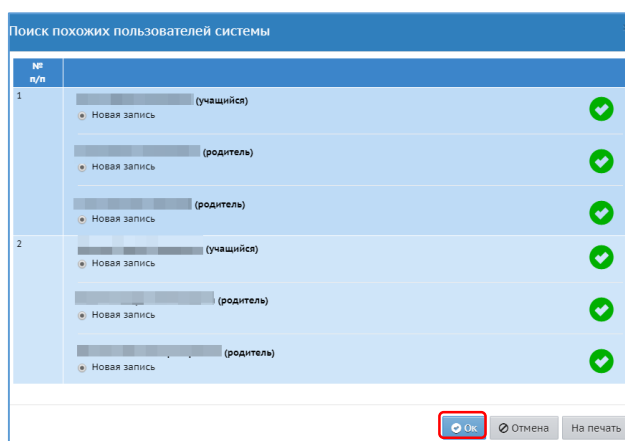 Поиск похожих пользователей системы
№
п/п
1
(учащийся)
Новая запись
(родитель)
Новая запись
(родитель)
Новая запись
2
(учащийся)
Новая запись
(родитель)
Новая запись
(родитель)
Новая запись
Ок Отмена На печать